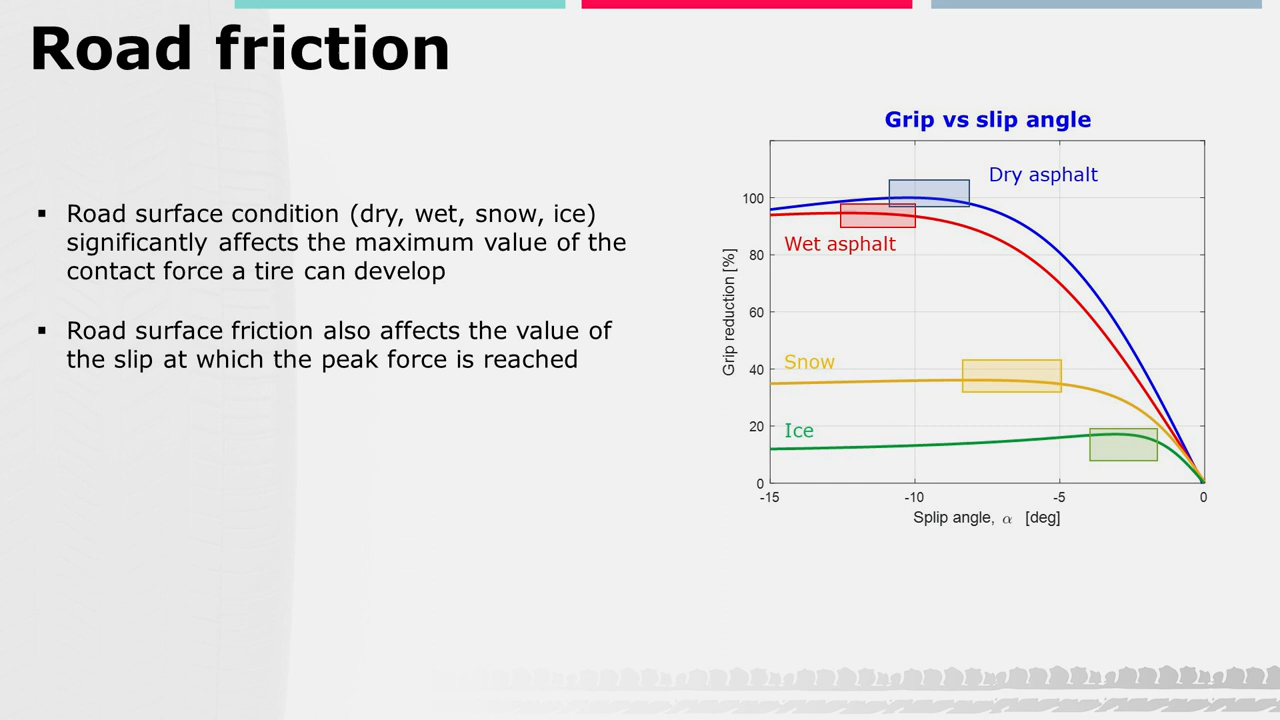 Road friction
▪ Road surface condition (dry, wet, snow, ice)
significantly affects the maximum value of the
contact force a tire can develop
▪ Road surface friction also affects the value of
the slip at which the peak force is reached
Grip vs slip angle
Dry asphalt
Wet asphalt
Snow
Ice
Grip reduction [%]
100
80
60
40
20
0
-15 -10 -5 0
Splip angle, α [deg]